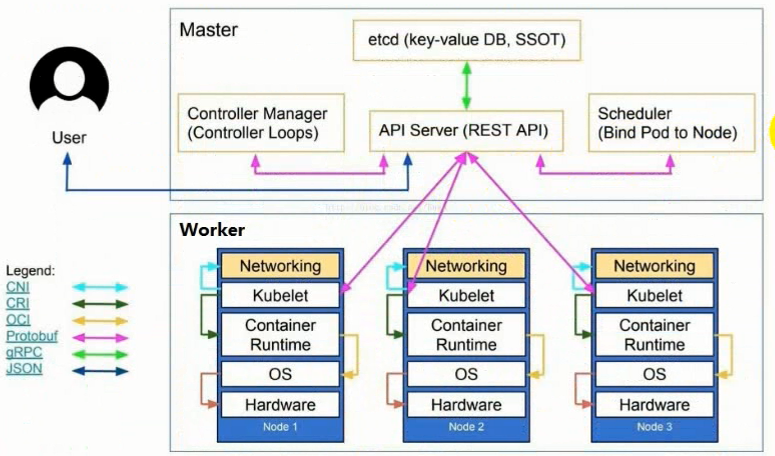 Master
etcd (key-value DB, SSOT)
Controller Manager
(Controller Loops)
API Server (REST API)
Scheduler
(Bind Pod to Node)
User
Worker
Legend:
CNI
CRI
OCI
Protobuf
gRPC
JSON
Networking
Kubelet
Container
Runtime
OS
Hardware
Node 1
Networking
Kubelet
Container
Runtime
OS
Hardware
Node 2
Networking
Kubelet
Container
Runtime
OS
Hardware
Node 3